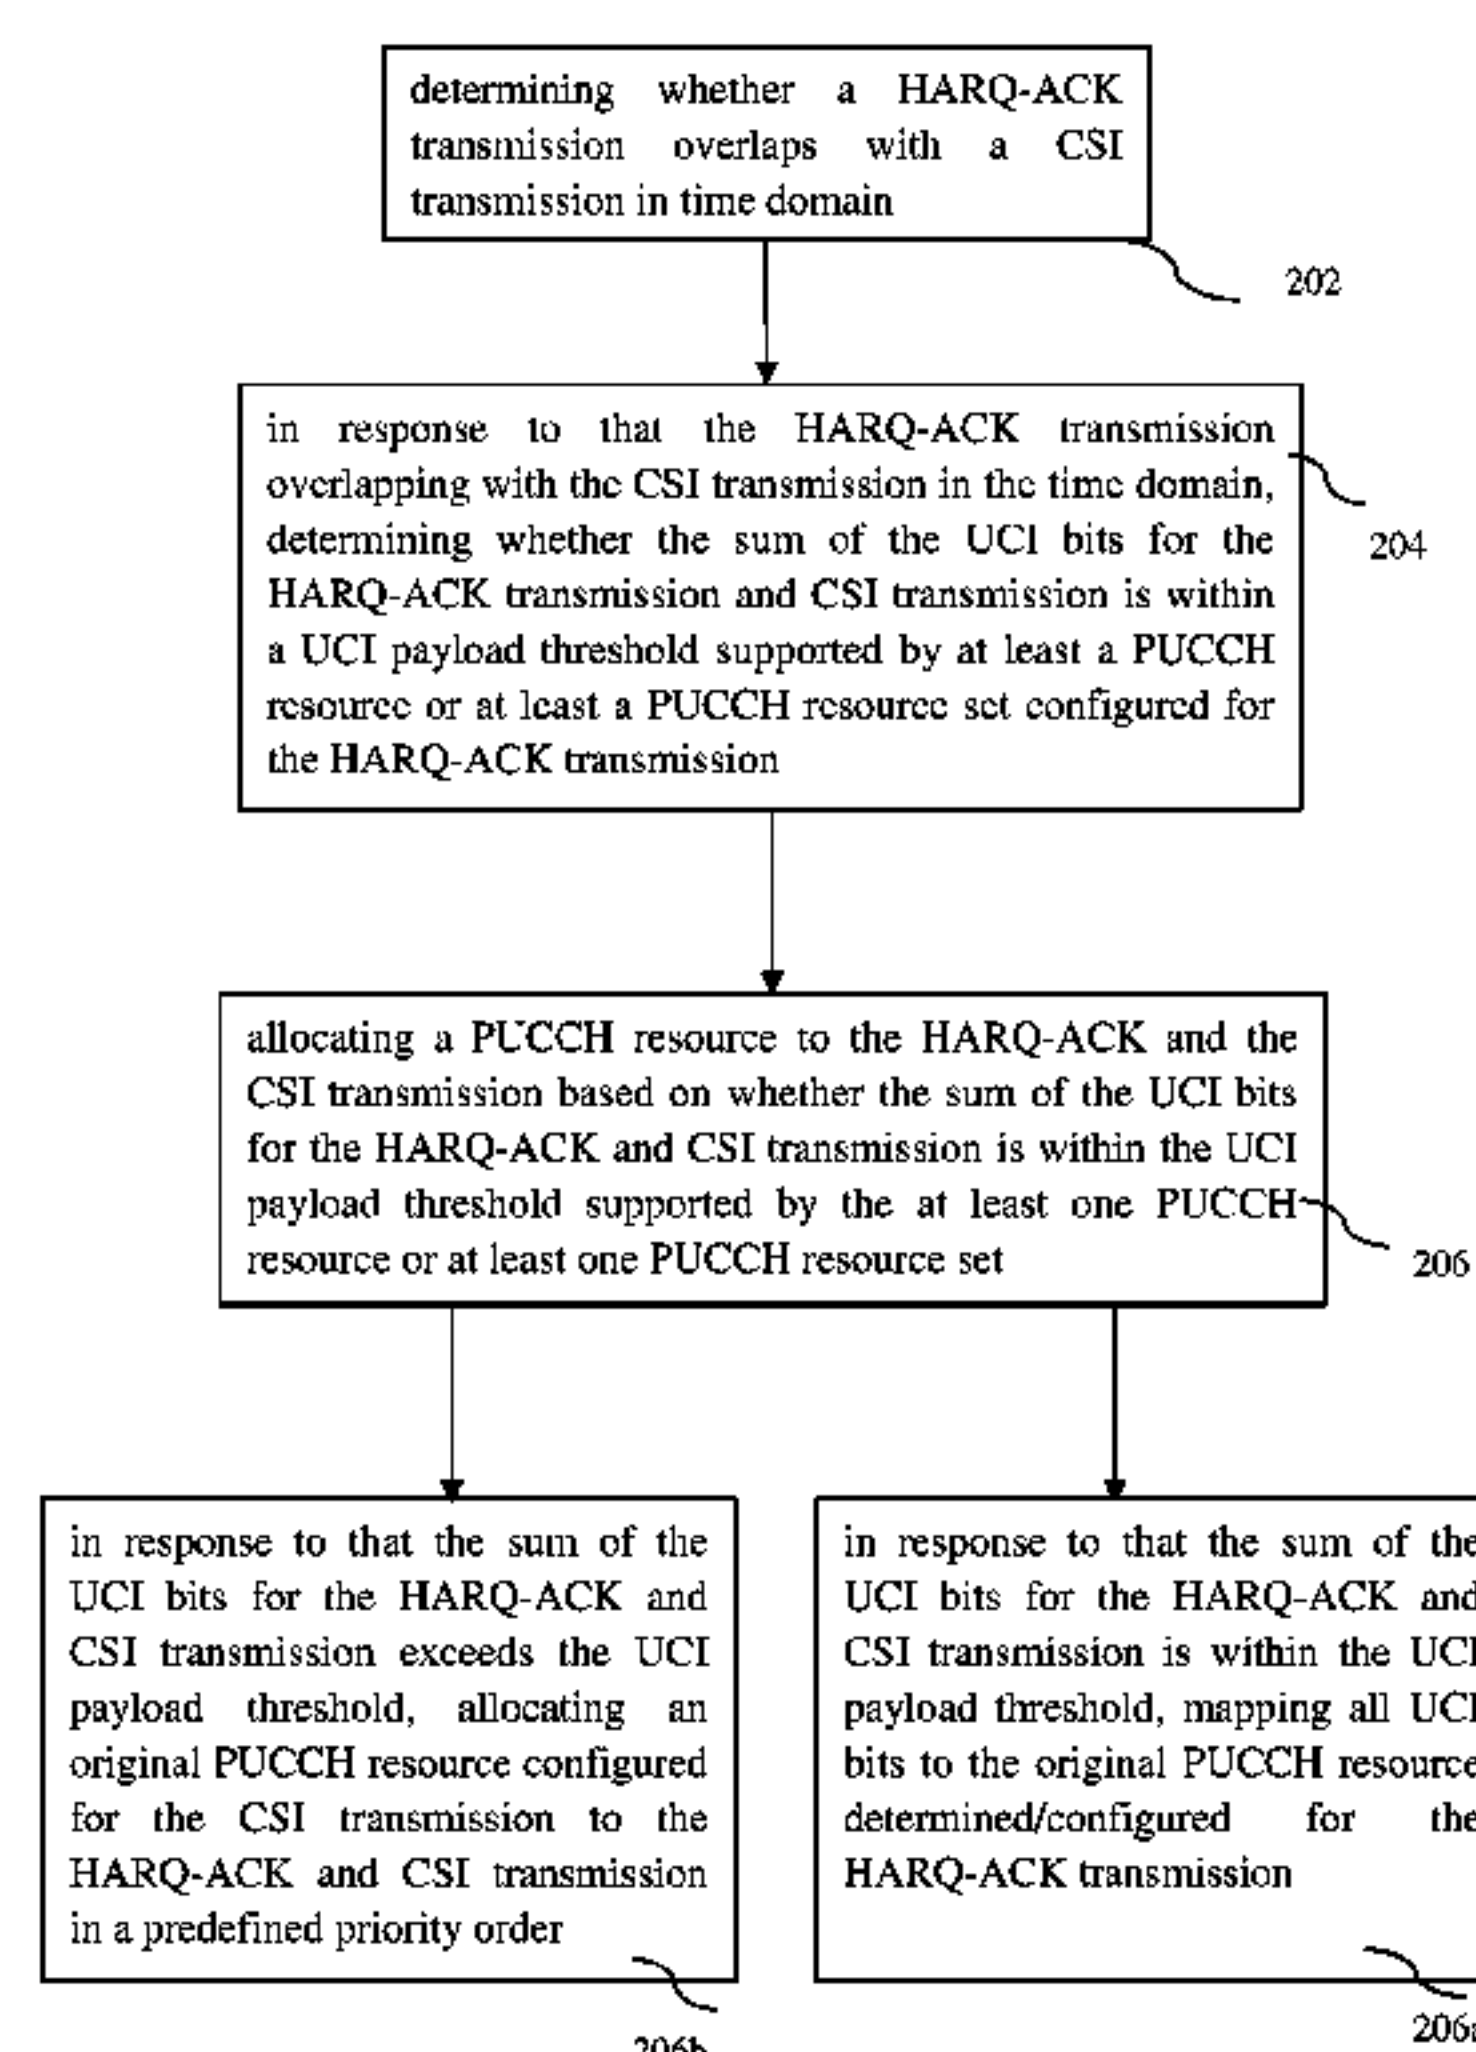 determining whether a HARQ-ACK
transmission overlaps with a CSI
transmission in time domain
202
in response to that the HARQ-ACK transmission
overlapping with the CSI transmission in the time domain,
determining whether the sum of the UCI bits for the
HARQ-ACK transmission and CSI transmission is within
a UCI payload threshold supported by at least a PUCCH
resource or at least a PUCCH resource set configured for
the HARQ-ACK transmission
204
allocating a PUCCH resource to the HARQ-ACK and the
CSI transmission based on whether the sum of the UCI bits
for the HARQ-ACK and CSI transmission is within the UCI
payload threshold supported by the at least one PUCCH
resource or at least one PUCCH resource set
206
in response to that the sum of the
UCI bits for the HARQ-ACK and
CSI transmission exceeds the UCI
payload threshold, allocating an
original PUCCH resource configured
for the CSI transmission to the
HARQ-ACK and CSI transmission
in a predefined priority order
206b
in response to that the sum of the
UCI bits for the HARQ-ACK and
CSI transmission is within the UCI
payload threshold, mapping all UCI
bits to the original PUCCH resource
determined/configured for the
HARQ-ACK transmission
206a